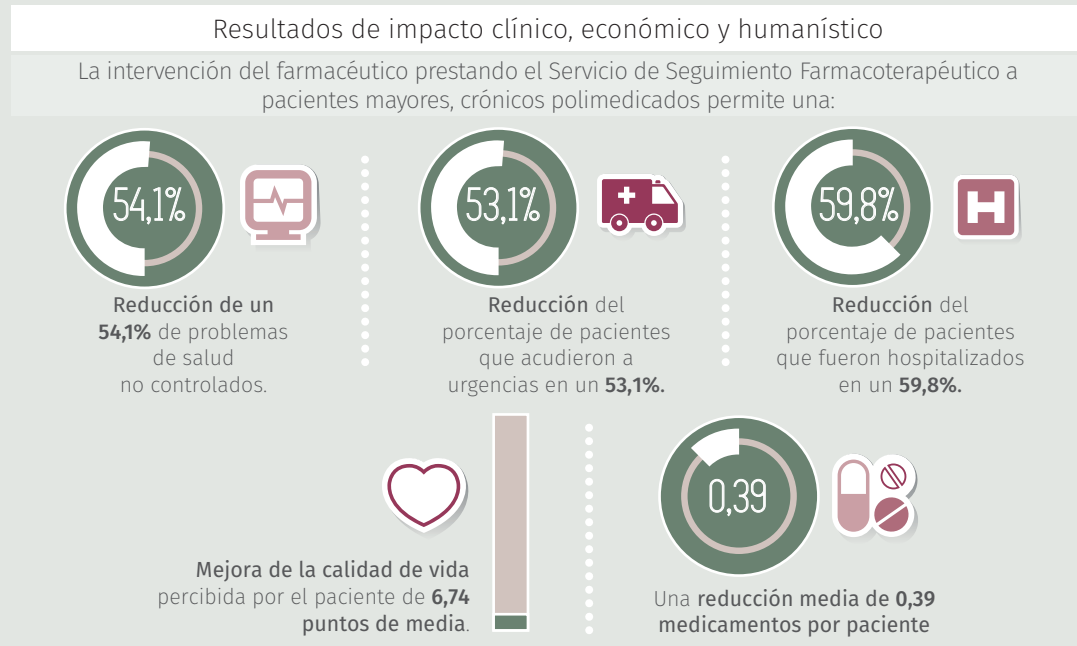 Resultados de impacto clínico, económico y humanístico
La intervención del farmacéutico prestando el Servicio de Seguimiento Farmacoterapéutico a
pacientes mayores, crónicos polimedicados permite una:
54,1%
Reducción de un
54,1% de problemas
de salud
no controlados.
53,1%
Reducción del
porcentaje de pacientes
que acudieron a
urgencias en un 53,1%.
59,8%
H
Reducción del
porcentaje de pacientes
que fueron hospitalizados
en un 59,8%.
Mejora de la calidad de vida
percibida por el paciente de 6,74
puntos de media.
0,39
Una reducción media de 0,39
medicamentos por paciente